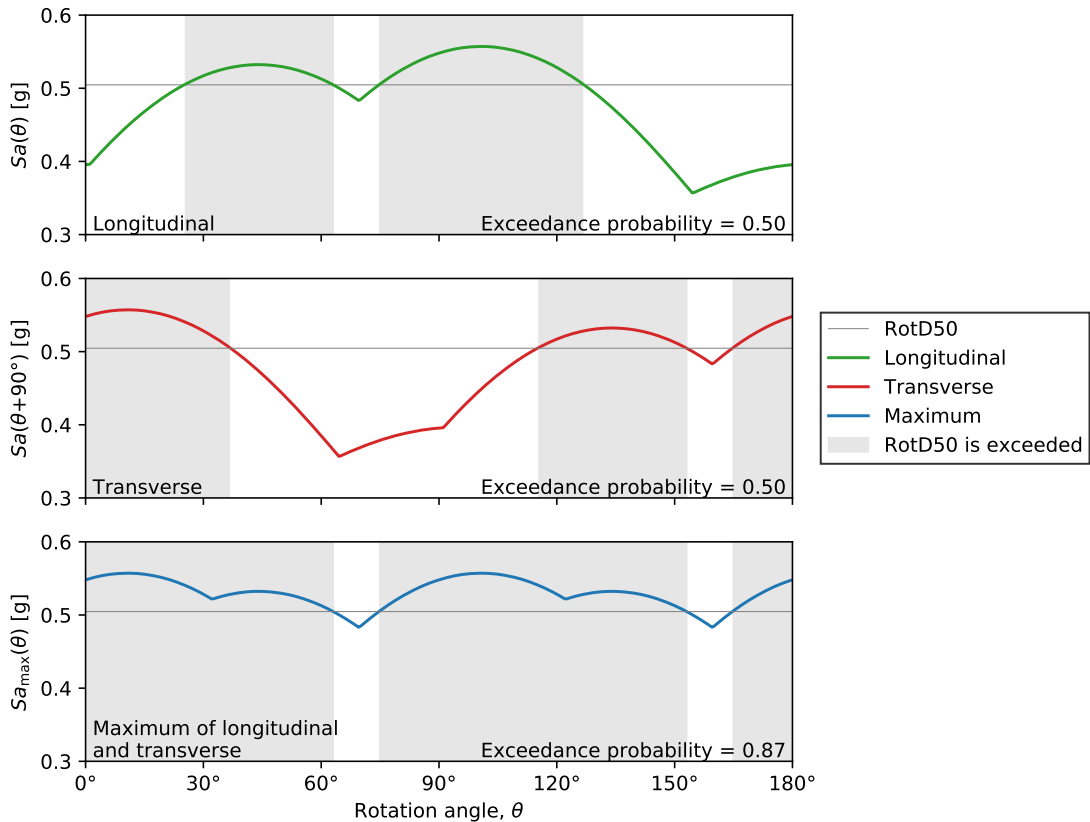 0.6
0.5
0.4
0.3
Sa(θ) [g]
Longitudinal
Exceedance probability = 0.50
0.6
0.5
0.4
0.3
Sa(θ+90°) [g]
Transverse
Exceedance probability = 0.50
RotD50
Longitudinal
Transverse
Maximum
RotD50 is exceeded
0.6
0.5
0.4
0.3
Sa_max(θ) [g]
Maximum of longitudinal
and transverse
Exceedance probability = 0.87
0° 30° 60° 90° 120° 150° 180°
Rotation angle, θ